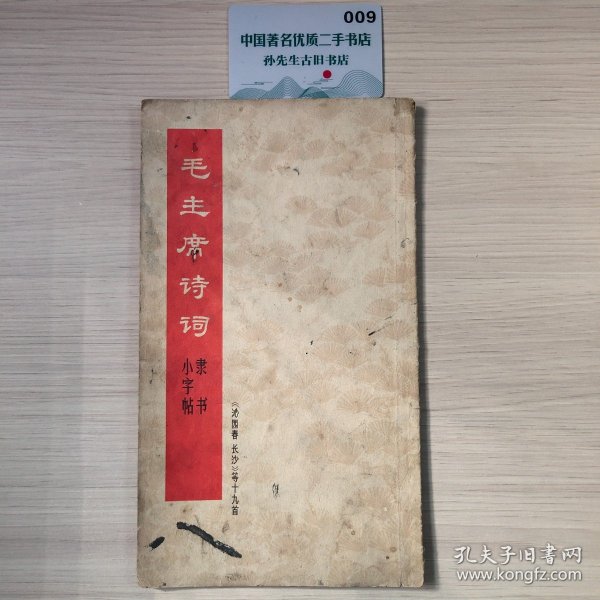 009
中国著名优质二手书店
孙先生古旧书店
毛主席诗词
隶书
小字帖
《沁园春 长沙》等十九首
孔夫子旧书网
www.kongfz.com